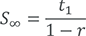 S∞ = t₁ / (1 − r)